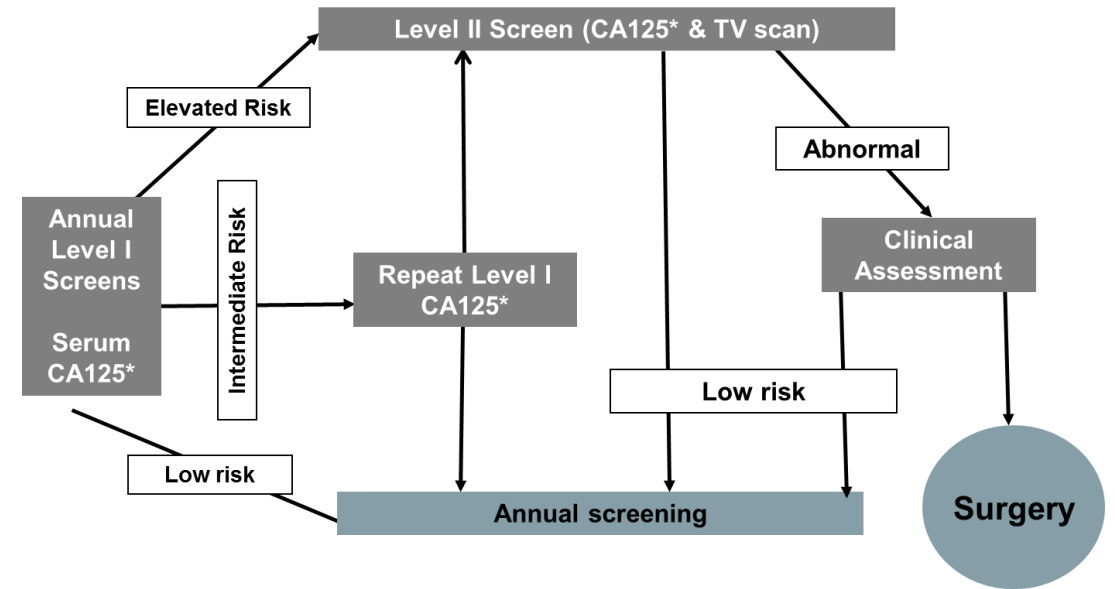 Level II Screen (CA125* & TV scan)
Elevated Risk
Abnormal
Annual
Level I
Screens
Serum
CA125*
Intermediate Risk
Repeat Level I
CA125*
Clinical
Assessment
Low risk
Low risk
Annual screening
Surgery